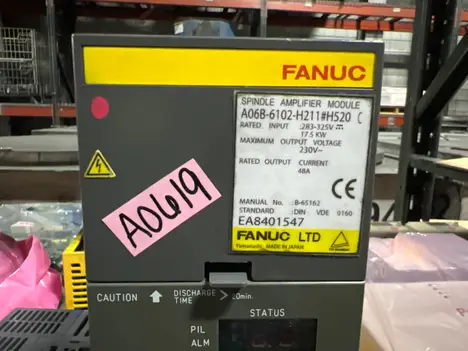 FANUC
SPINDLE AMPLIFIER MODULE
A06B-6102-H211#H520 C
RATED INPUT :283-325V
17.5 KW
MAXIMUM OUTPUT VOLTAGE
230V~
RATED OUTPUT CURRENT
48A
MANUAL No. :B-65162
STANDARD :DIN VDE 0160
CE
EA8401547
FANUC LTD
Yamanashi MADE IN JAPAN
A0619
CAUTION DISCHARGE TIME > 20min.
STATUS
PIL
ALM